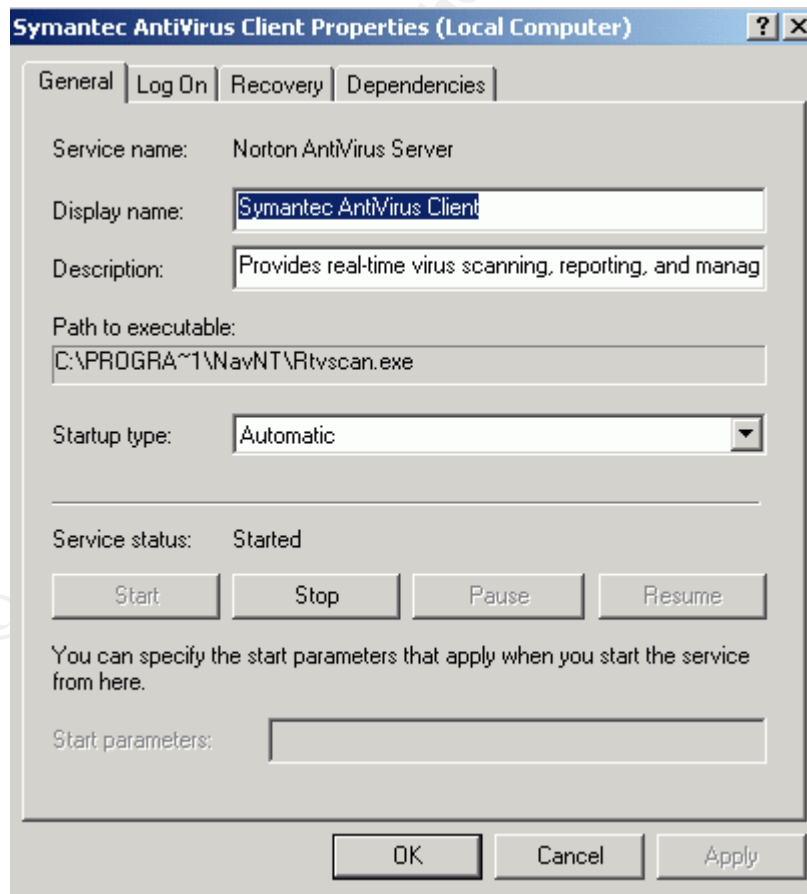 Symantec AntiVirus Client Properties (Local Computer)
General
Log On
Recovery
Dependencies
Service name: Norton AntiVirus Server
Display name: Symantec AntiVirus Client
Description: Provides real-time virus scanning, reporting, and manag
Path to executable:
C:\PROGRA~1\NavNT\Rtvscan.exe
Startup type: Automatic
Service status: Started
Start
Stop
Pause
Resume
You can specify the start parameters that apply when you start the service
from here.
Start parameters:
OK
Cancel
Apply